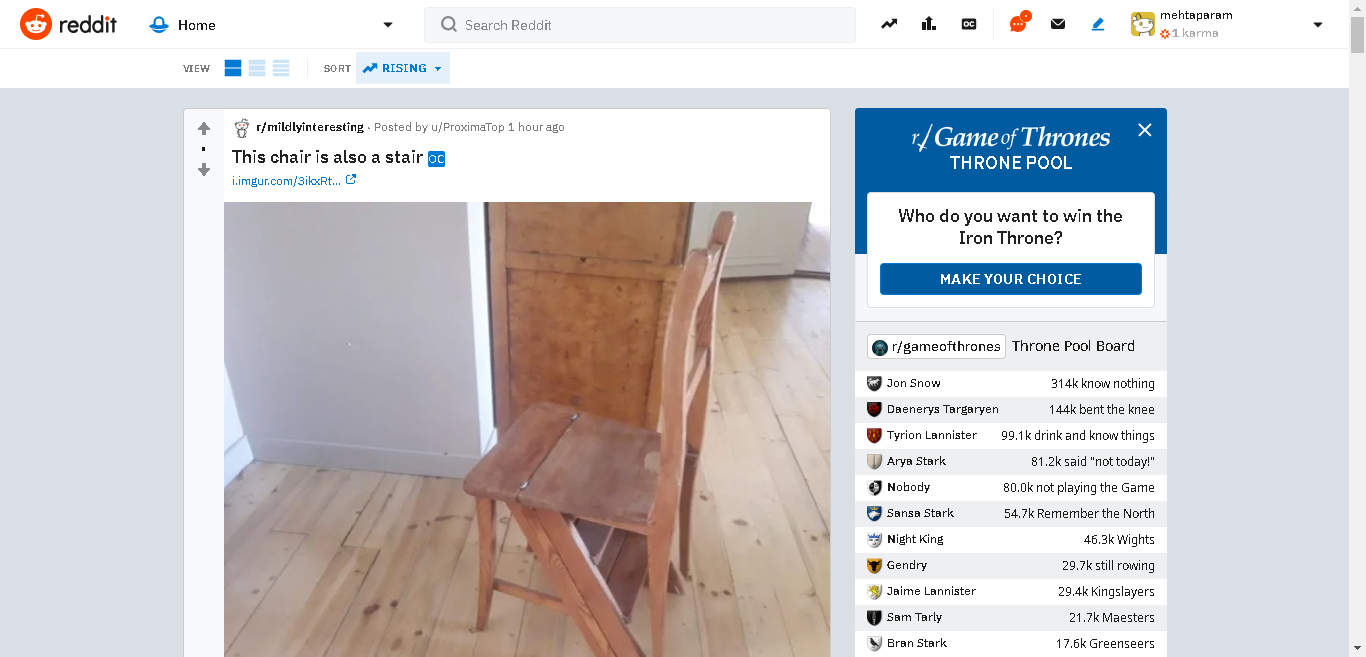 reddit
Home
Search Reddit
OC
mehtaparam
1 karma
VIEW
SORT
RISING
r/mildlyinteresting · Posted by u/ProximaTop 1 hour ago
•
This chair is also a stair OC
i.imgur.com/3ikxRt...
r/Game of Thrones
THRONE POOL
Who do you want to win the
Iron Throne?
MAKE YOUR CHOICE
r/gameofthrones Throne Pool Board
Jon Snow 314k know nothing
Daenerys Targaryen 144k bent the knee
Tyrion Lannister 99.1k drink and know things
Arya Stark 81.2k said "not today!"
Nobody 80.0k not playing the Game
Sansa Stark 54.7k Remember the North
Night King 46.3k Wights
Gendry 29.7k still rowing
Jaime Lannister 29.4k Kingslayers
Sam Tarly 21.7k Maesters
Bran Stark 17.6k Greenseers